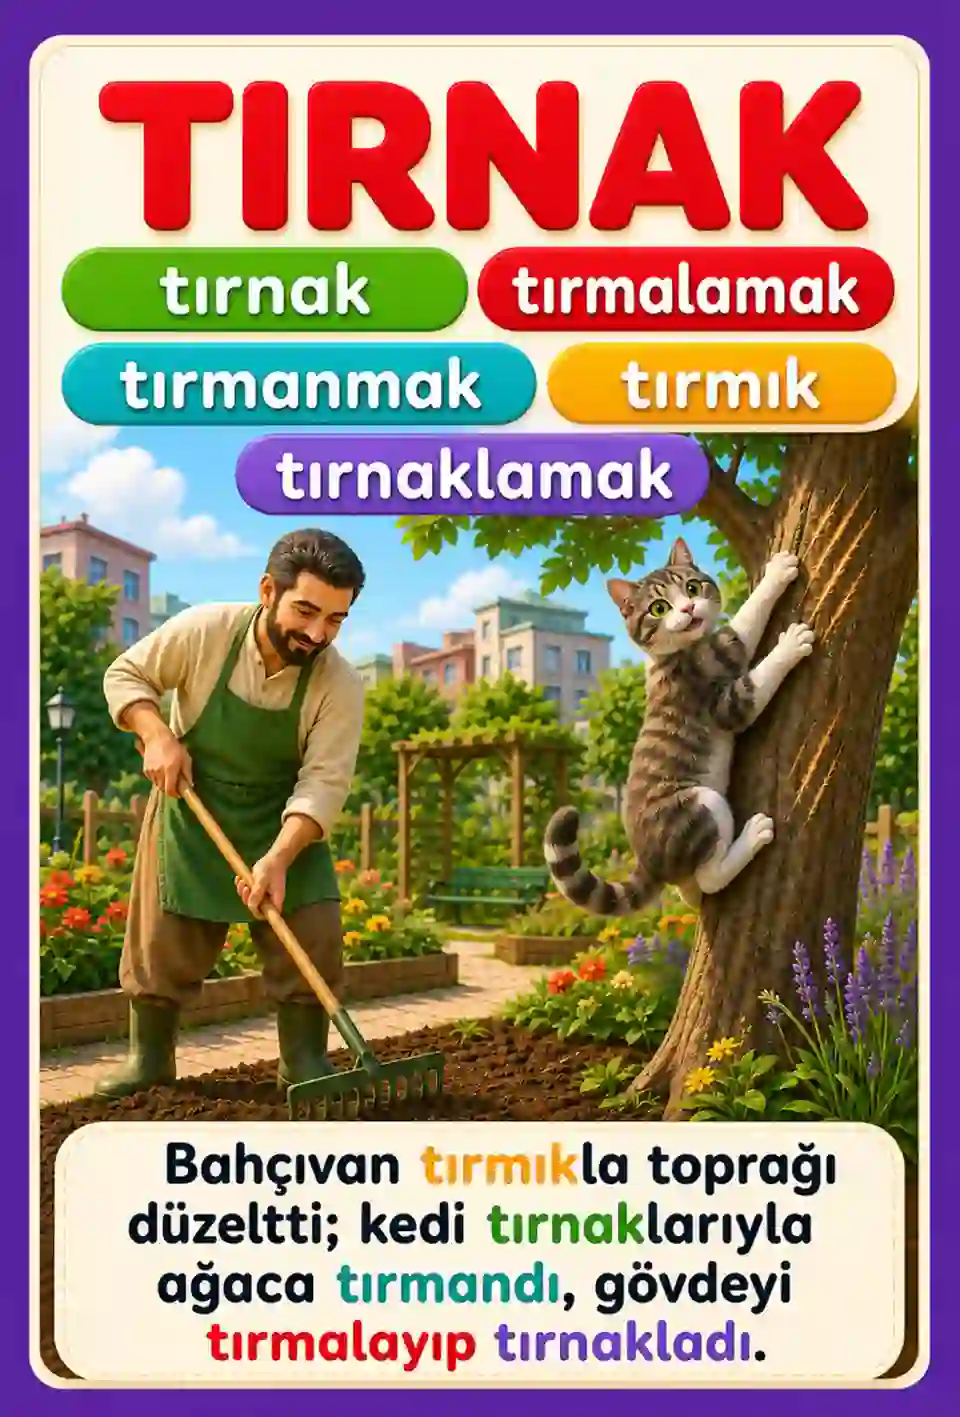 TIRNAK
tırnak
tırmalamak
tırmanmak
tırmık
tırnaklamak
Bahçıvan tırmıkla toprağı
düzeltti; kedi tırnaklarıyla
ağaca tırmandı, gövdeyi
tırmalayıp tırnakladı.